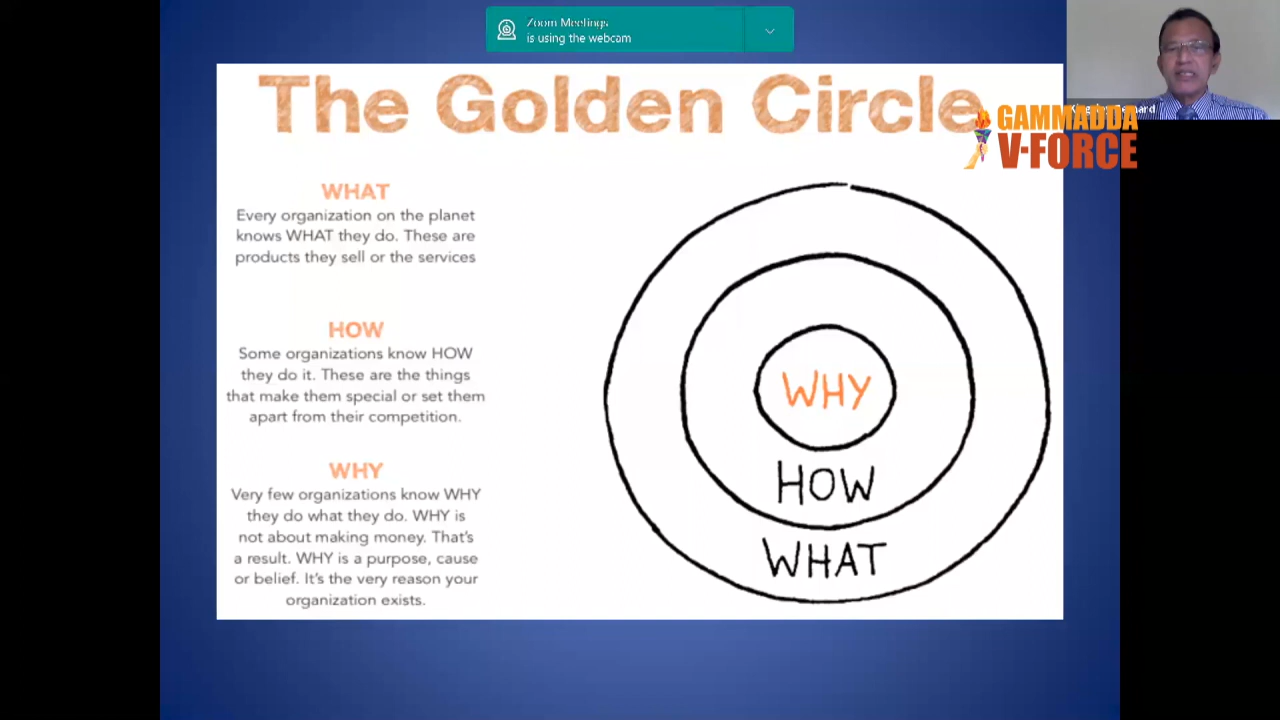 Zoom Meetings
is using the webcam
The Golden Circle
GAMMADDA
V-FORCE
WHAT
Every organization on the planet
knows WHAT they do. These are
products they sell or the services
HOW
Some organizations know HOW
they do it. These are the things
that make them special or set them
apart from their competition.
WHY
Very few organizations know WHY
they do what they do. WHY is
not about making money. That's
a result. WHY is a purpose, cause
or belief. It's the very reason your
organization exists.
WHY
HOW
WHAT